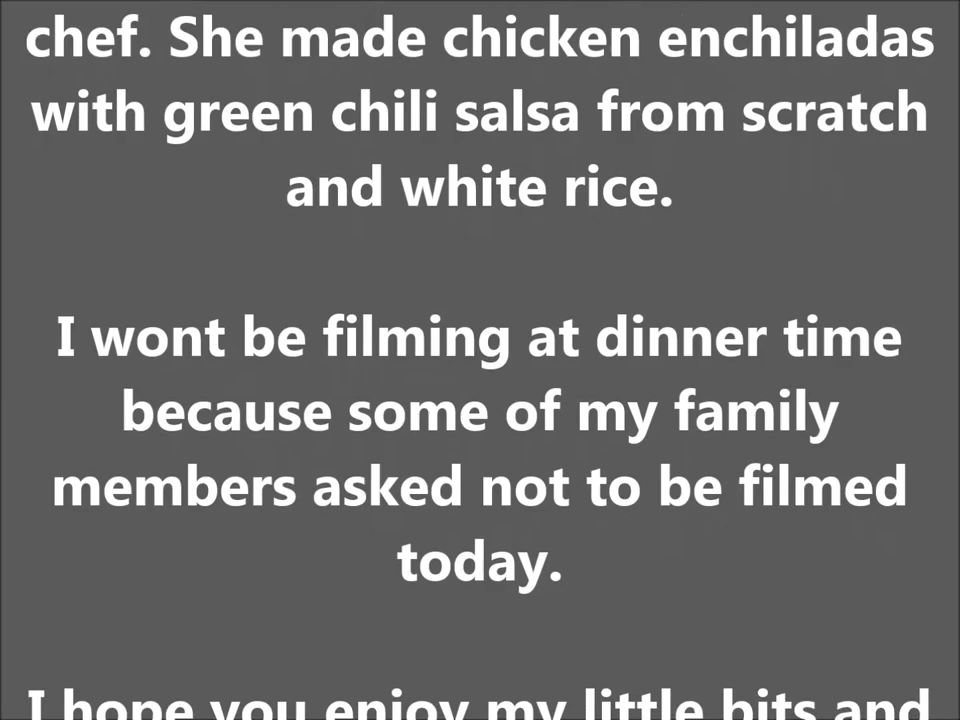 chef. She made chicken enchiladas
with green chili salsa from scratch
and white rice.
I wont be filming at dinner time
because some of my family
members asked not to be filmed
today.
I hope you enjoy my little bits and